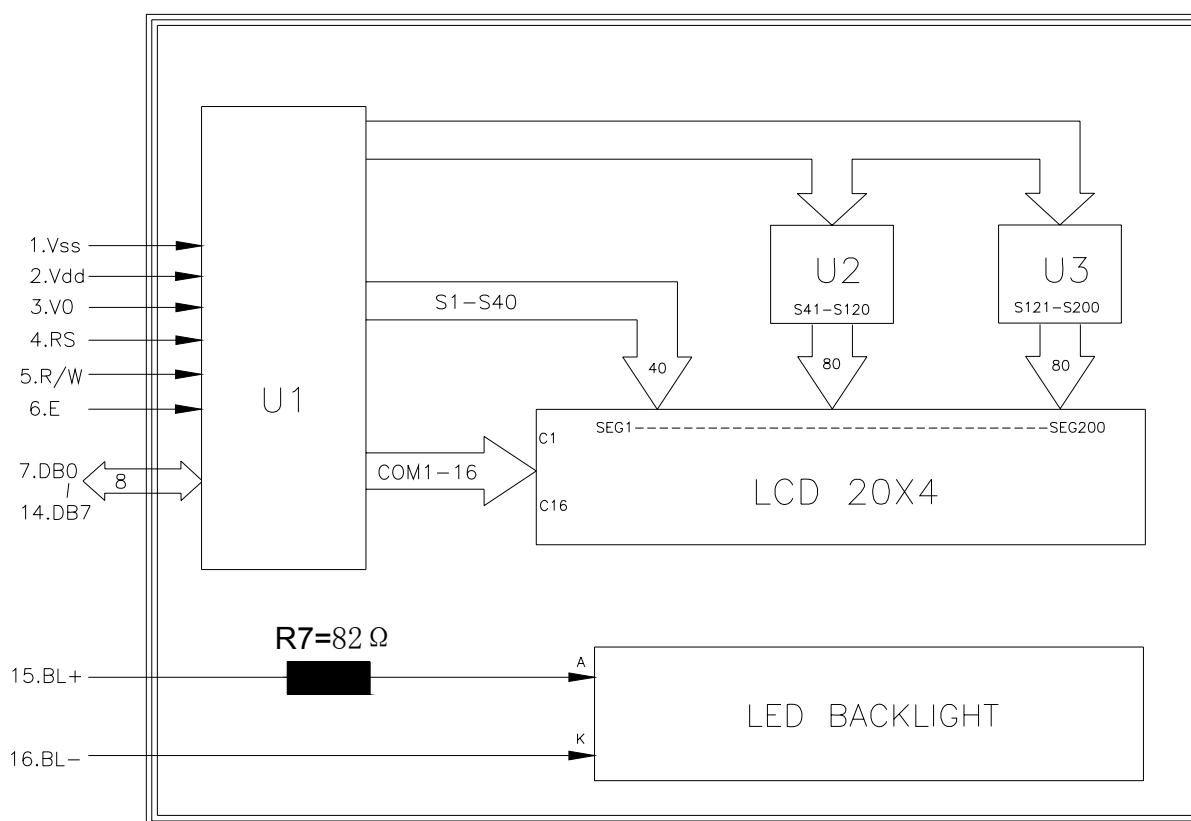 1.Vss
2.Vdd
3.V0
4.RS
5.R/W
6.E
7.DB0
14.DB7
8
U1
S1-S40
40
COM1-16
U2
S41-S120
80
U3
S121-S200
80
SEG1 SEG200
C1
C16
LCD 20X4
R7=82Ω
15.BL+
A
LED BACKLIGHT
16.BL-
K